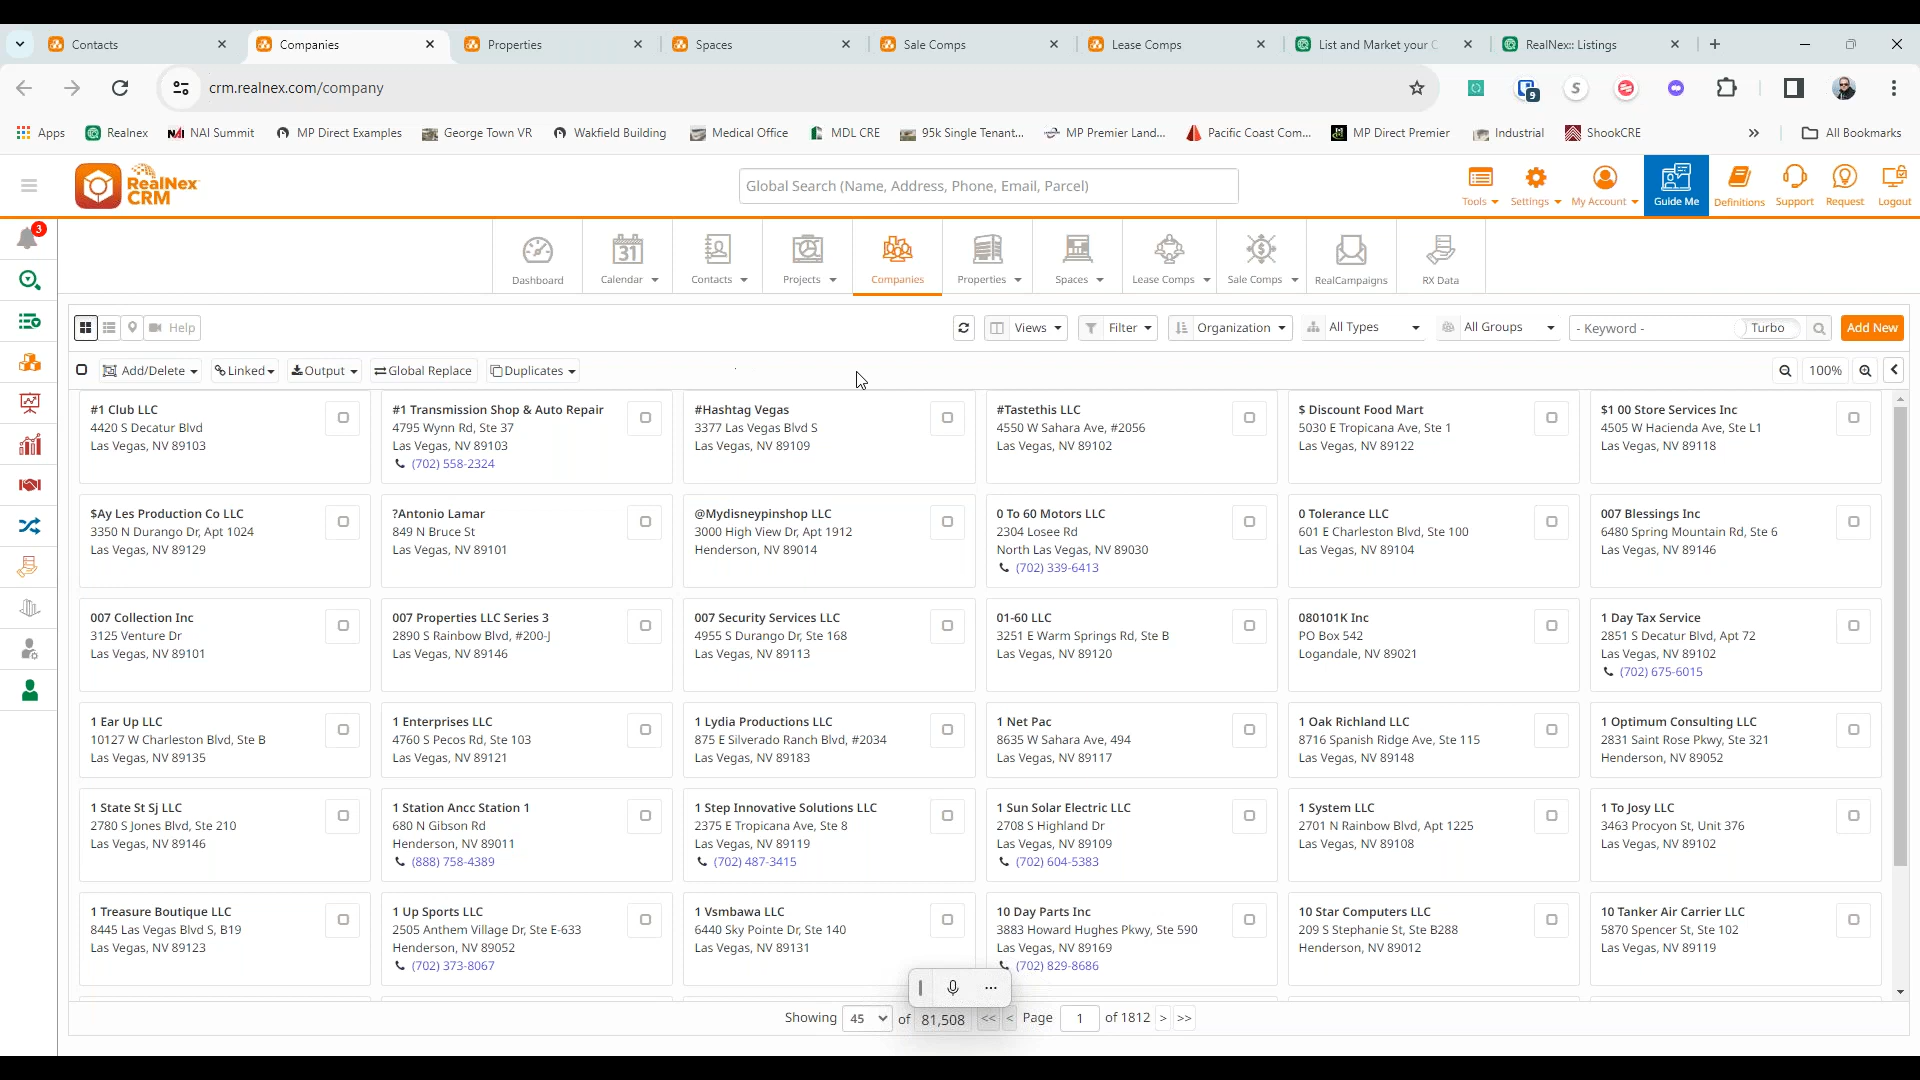 Contacts
Companies
Properties
Spaces
Sale Comps
Lease Comps
List and Market your C
RealNex:: Listings
crm.realnex.com/company
9
Apps
Realnex
NAI Summit
MP Direct Examples
George Town VR
Wakfield Building
Medical Office
MDL CRE
95k Single Tenant...
MP Premier Land...
Pacific Coast Com...
MP Direct Premier
Industrial
ShookCRE
All Bookmarks
RealNex
CRM
Global Search (Name, Address, Phone, Email, Parcel)
Tools
Settings
My Account
Guide Me
Definitions
Support
Request
Logout
3
Dashboard
31
Calendar
Contacts
Projects
Companies
Properties
Spaces
Lease Comps
Sale Comps
RealCampaigns
RX Data
Help
Views
Filter
Organization
All Types
All Groups
- Keyword -
Turbo
Add New
Add/Delete
Linked
Output
Global Replace
Duplicates
100%
#1 Club LLC
4420 S Decatur Blvd
Las Vegas, NV 89103
#1 Transmission Shop & Auto Repair
4795 Wynn Rd, Ste 37
Las Vegas, NV 89103
(702) 558-2324
#Hashtag Vegas
3377 Las Vegas Blvd S
Las Vegas, NV 89109
#Tastethis LLC
4550 W Sahara Ave, #2056
Las Vegas, NV 89102
$ Discount Food Mart
5030 E Tropicana Ave, Ste 1
Las Vegas, NV 89122
$1 00 Store Services Inc
4505 W Hacienda Ave, Ste L1
Las Vegas, NV 89118
$Ay Les Production Co LLC
3350 N Durango Dr, Apt 1024
Las Vegas, NV 89129
?Antonio Lamar
849 N Bruce St
Las Vegas, NV 89101
@Mydisneypinshop LLC
3000 High View Dr, Apt 1912
Henderson, NV 89014
0 To 60 Motors LLC
2304 Losee Rd
North Las Vegas, NV 89030
(702) 339-6413
0 Tolerance LLC
601 E Charleston Blvd, Ste 100
Las Vegas, NV 89104
007 Blessings Inc
6480 Spring Mountain Rd, Ste 6
Las Vegas, NV 89146
007 Collection Inc
3125 Venture Dr
Las Vegas, NV 89101
007 Properties LLC Series 3
2890 S Rainbow Blvd, #200-J
Las Vegas, NV 89146
007 Security Services LLC
4955 S Durango Dr, Ste 168
Las Vegas, NV 89113
01-60 LLC
3251 E Warm Springs Rd, Ste B
Las Vegas, NV 89120
080101K Inc
PO Box 542
Logandale, NV 89021
1 Day Tax Service
2851 S Decatur Blvd, Apt 72
Las Vegas, NV 89102
(702) 675-6015
1 Ear Up LLC
10127 W Charleston Blvd, Ste B
Las Vegas, NV 89135
1 Enterprises LLC
4760 S Pecos Rd, Ste 103
Las Vegas, NV 89121
1 Lydia Productions LLC
875 E Silverado Ranch Blvd, #2034
Las Vegas, NV 89183
1 Net Pac
8635 W Sahara Ave, 494
Las Vegas, NV 89117
1 Oak Richland LLC
8716 Spanish Ridge Ave, Ste 115
Las Vegas, NV 89148
1 Optimum Consulting LLC
2831 Saint Rose Pkwy, Ste 321
Henderson, NV 89052
1 State St Sj LLC
2780 S Jones Blvd, Ste 210
Las Vegas, NV 89146
1 Station Ancc Station 1
680 N Gibson Rd
Henderson, NV 89011
(888) 758-4389
1 Step Innovative Solutions LLC
2375 E Tropicana Ave, Ste 8
Las Vegas, NV 89119
(702) 487-3415
1 Sun Solar Electric LLC
2708 S Highland Dr
Las Vegas, NV 89109
(702) 604-5383
1 System LLC
2701 N Rainbow Blvd, Apt 1225
Las Vegas, NV 89108
1 To Josy LLC
3463 Procyon St, Unit 376
Las Vegas, NV 89102
1 Treasure Boutique LLC
8445 Las Vegas Blvd S, B19
Las Vegas, NV 89123
1 Up Sports LLC
2505 Anthem Village Dr, Ste E-633
Henderson, NV 89052
(702) 373-8067
1 Vsmbawa LLC
6440 Sky Pointe Dr, Ste 140
Las Vegas, NV 89131
10 Day Parts Inc
3883 Howard Hughes Pkwy, Ste 590
Las Vegas, NV 89169
(702) 829-8686
10 Star Computers LLC
209 S Stephanie St, Ste B288
Henderson, NV 89012
10 Tanker Air Carrier LLC
5870 Spencer St, Ste 102
Las Vegas, NV 89119
Showing 45 of 81,508 << < Page 1 of 1812 > >>